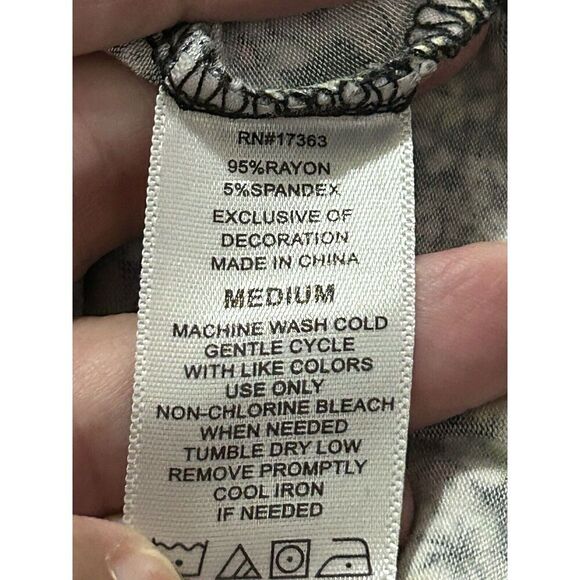 RN#17363
95%RAYON
5%SPANDEX
EXCLUSIVE OF
DECORATION
MADE IN CHINA
MEDIUM
MACHINE WASH COLD
GENTLE CYCLE
WITH LIKE COLORS
USE ONLY
NON-CHLORINE BLEACH
WHEN NEEDED
TUMBLE DRY LOW
REMOVE PROMPTLY
COOL IRON
IF NEEDED